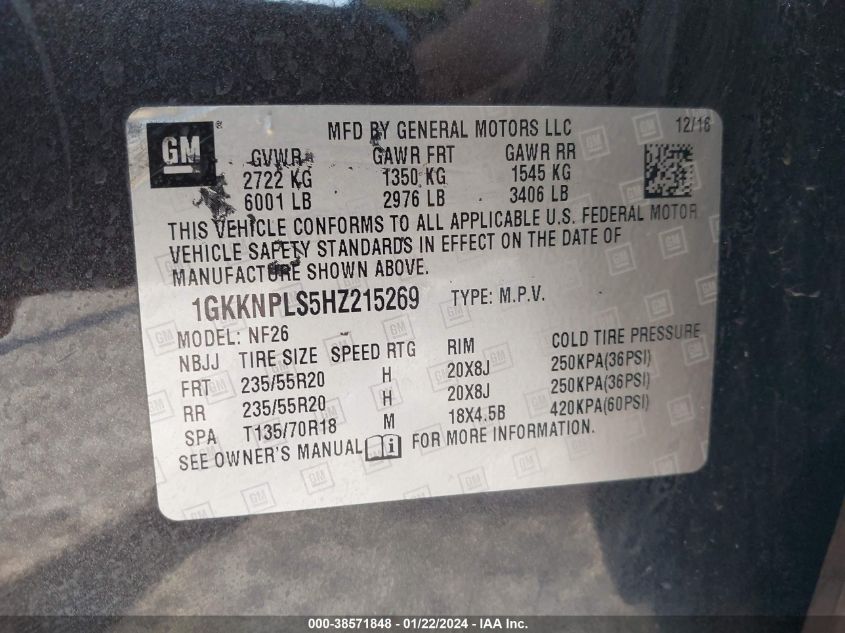 GM ®
MFD BY GENERAL MOTORS LLC 12/16
GVWR GAWR FRT GAWR RR
2722 KG 1350 KG 1545 KG
6001 LB 2976 LB 3406 LB
THIS VEHICLE CONFORMS TO ALL APPLICABLE U.S. FEDERAL MOTOR
VEHICLE SAFETY STANDARDS IN EFFECT ON THE DATE OF
MANUFACTURE SHOWN ABOVE.
1GKKNPLS5HZ215269 TYPE: M.P.V.
MODEL: NF26
NBJJ TIRE SIZE SPEED RTG RIM COLD TIRE PRESSURE
FRT 235/55R20 H 20X8J 250KPA(36PSI)
RR 235/55R20 H 20X8J 250KPA(36PSI)
SPA T135/70R18 M 18X4.5B 420KPA(60PSI)
SEE OWNER'S MANUAL i FOR MORE INFORMATION.
000-38571848 - 01/22/2024 - IAA Inc.